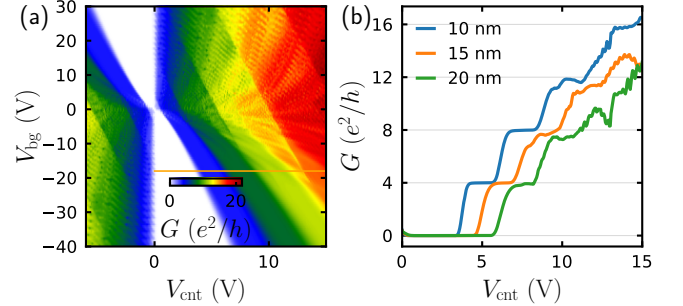 (a)
30
20
10
0
−10
−20
−30
−40
V_bg (V)
0 20
G (e²/h)
0 10
V_cnt (V)
(b)
10 nm
15 nm
20 nm
16
12
8
4
0
G (e²/h)
0 5 10 15
V_cnt (V)